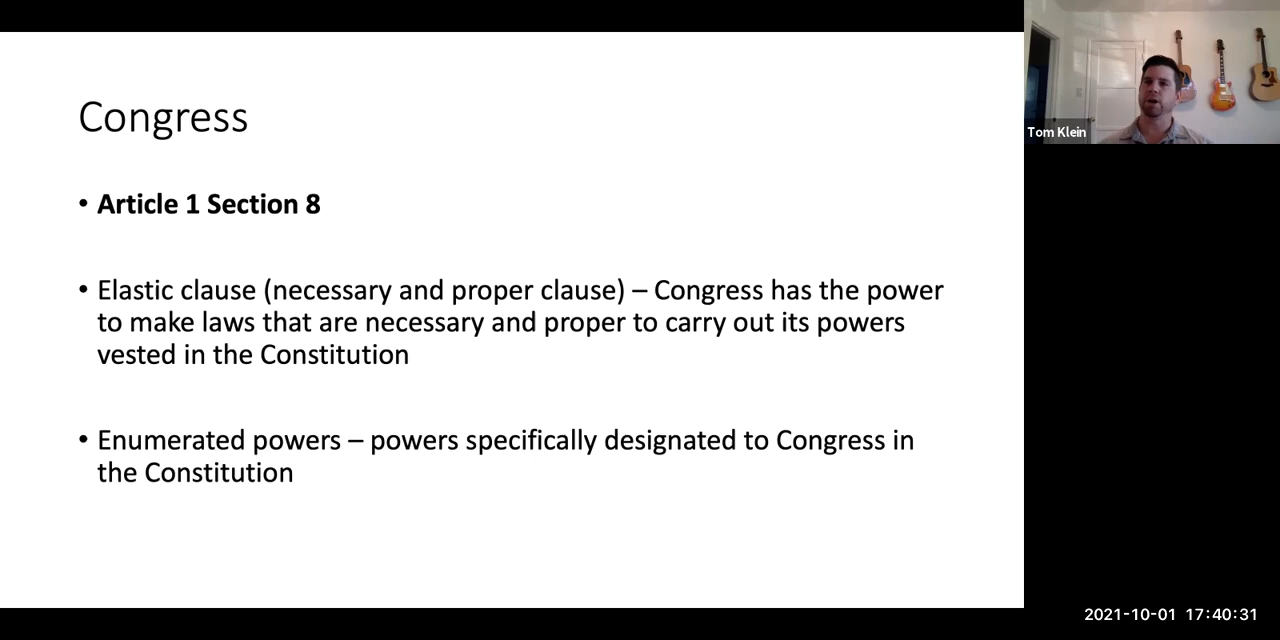 Congress
• Article 1 Section 8
• Elastic clause (necessary and proper clause) – Congress has the power
to make laws that are necessary and proper to carry out its powers
vested in the Constitution
• Enumerated powers – powers specifically designated to Congress in
the Constitution
Tom Klein
2021-10-01 17:40:31